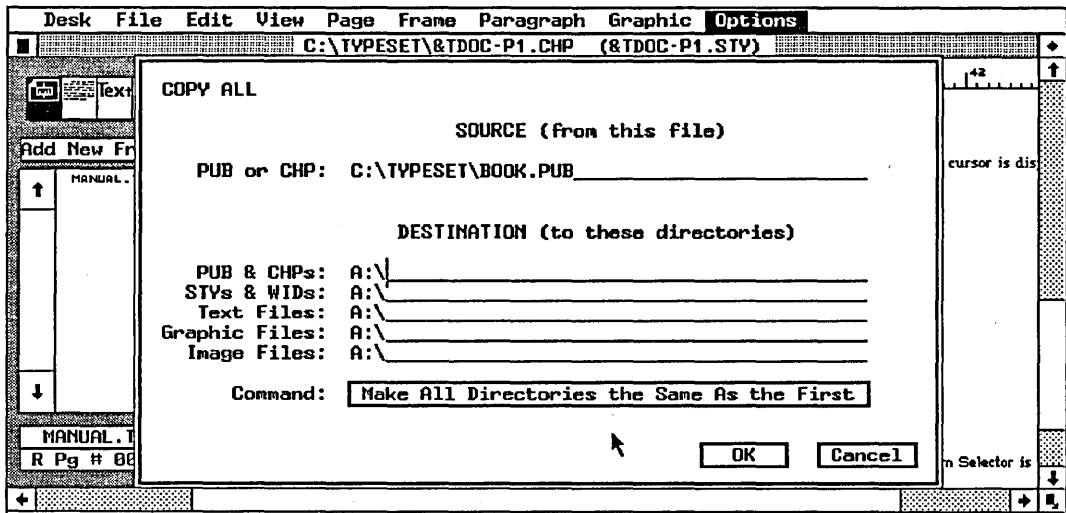 Desk File Edit View Page Frame Paragraph Graphic Options
C:\TYPESET\&TDOC-P1.CHP (&TDOC-P1.STY)
Text
42
COPY ALL
SOURCE (from this file)
Add New Fr
cursor is dis
PUB or CHP: C:\TYPESET\BOOK.PUB
MANUAL.
DESTINATION (to these directories)
PUB & CHPs: A:\
STYs & WIDs: A:\
Text Files: A:\
Graphic Files: A:\
Image Files: A:\
Command: Make All Directories the Same As the First
MANUAL.T
OK Cancel
R Pg # 00
n Selector is